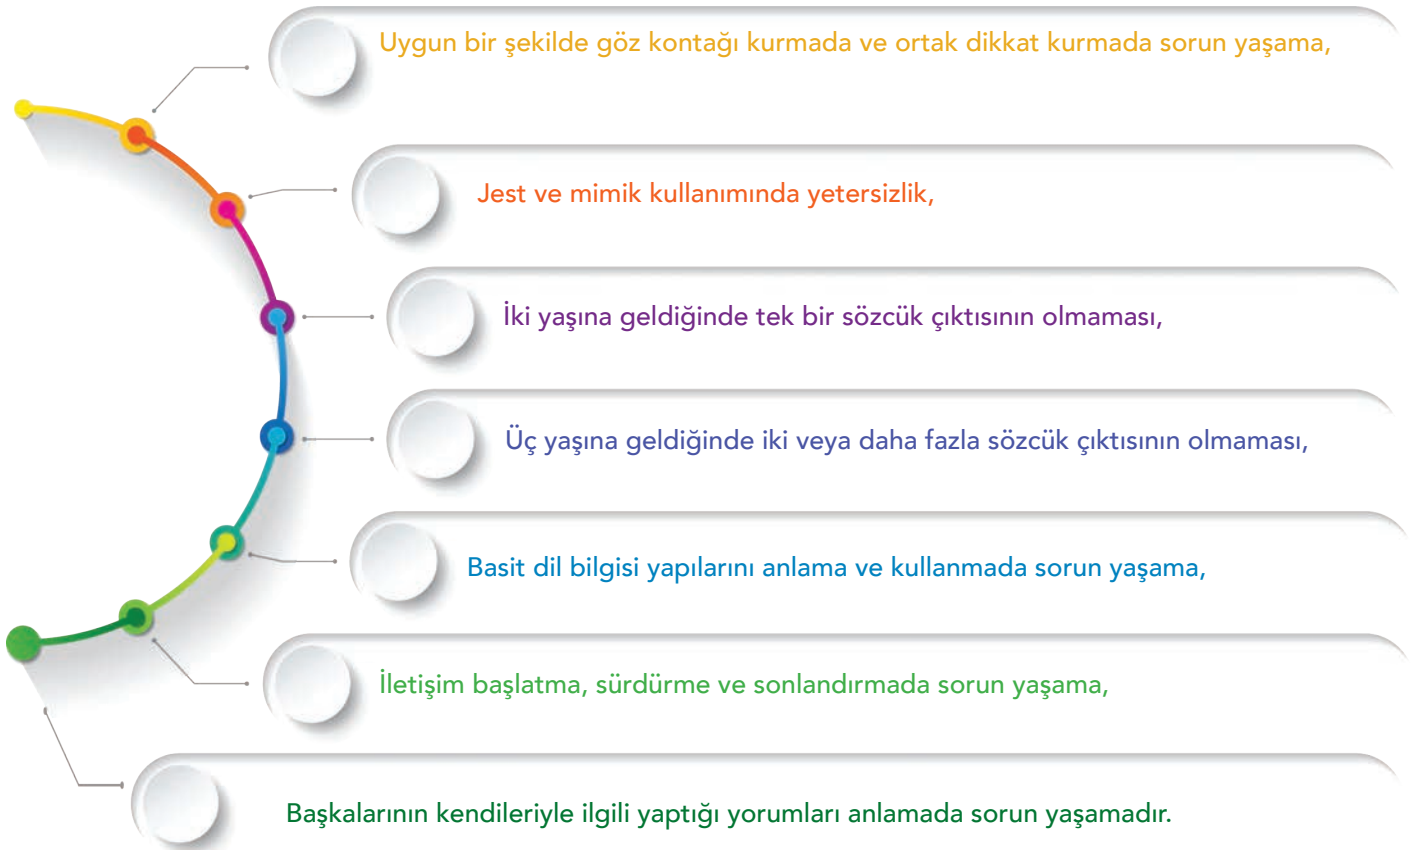 Uygun bir şekilde göz kontağı kurmada ve ortak dikkat kurmada sorun yaşama,
Jest ve mimik kullanımında yetersizlik,
İki yaşına geldiğinde tek bir sözcük çıktısının olmaması,
Üç yaşına geldiğinde iki veya daha fazla sözcük çıktısının olmaması,
Basit dil bilgisi yapılarını anlama ve kullanmada sorun yaşama,
İletişim başlatma, sürdürme ve sonlandırmada sorun yaşama,
Başkalarının kendileriyle ilgili yaptığı yorumları anlamada sorun yaşamadır.